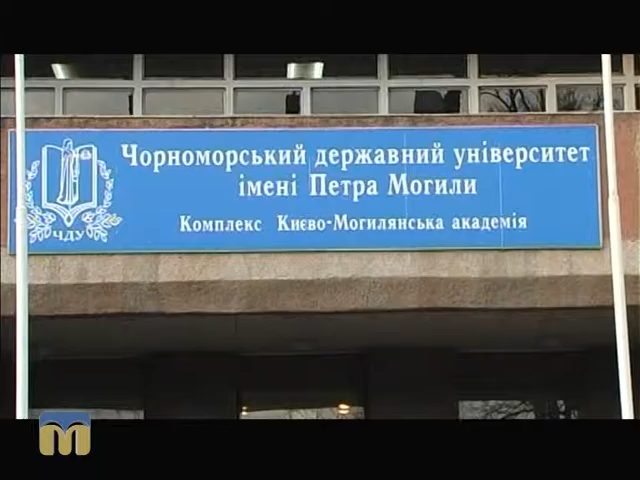 Чорноморський державний університет
імені Петра Могили
Комплекс Києво-Могилянська академія
ЧДУ
М